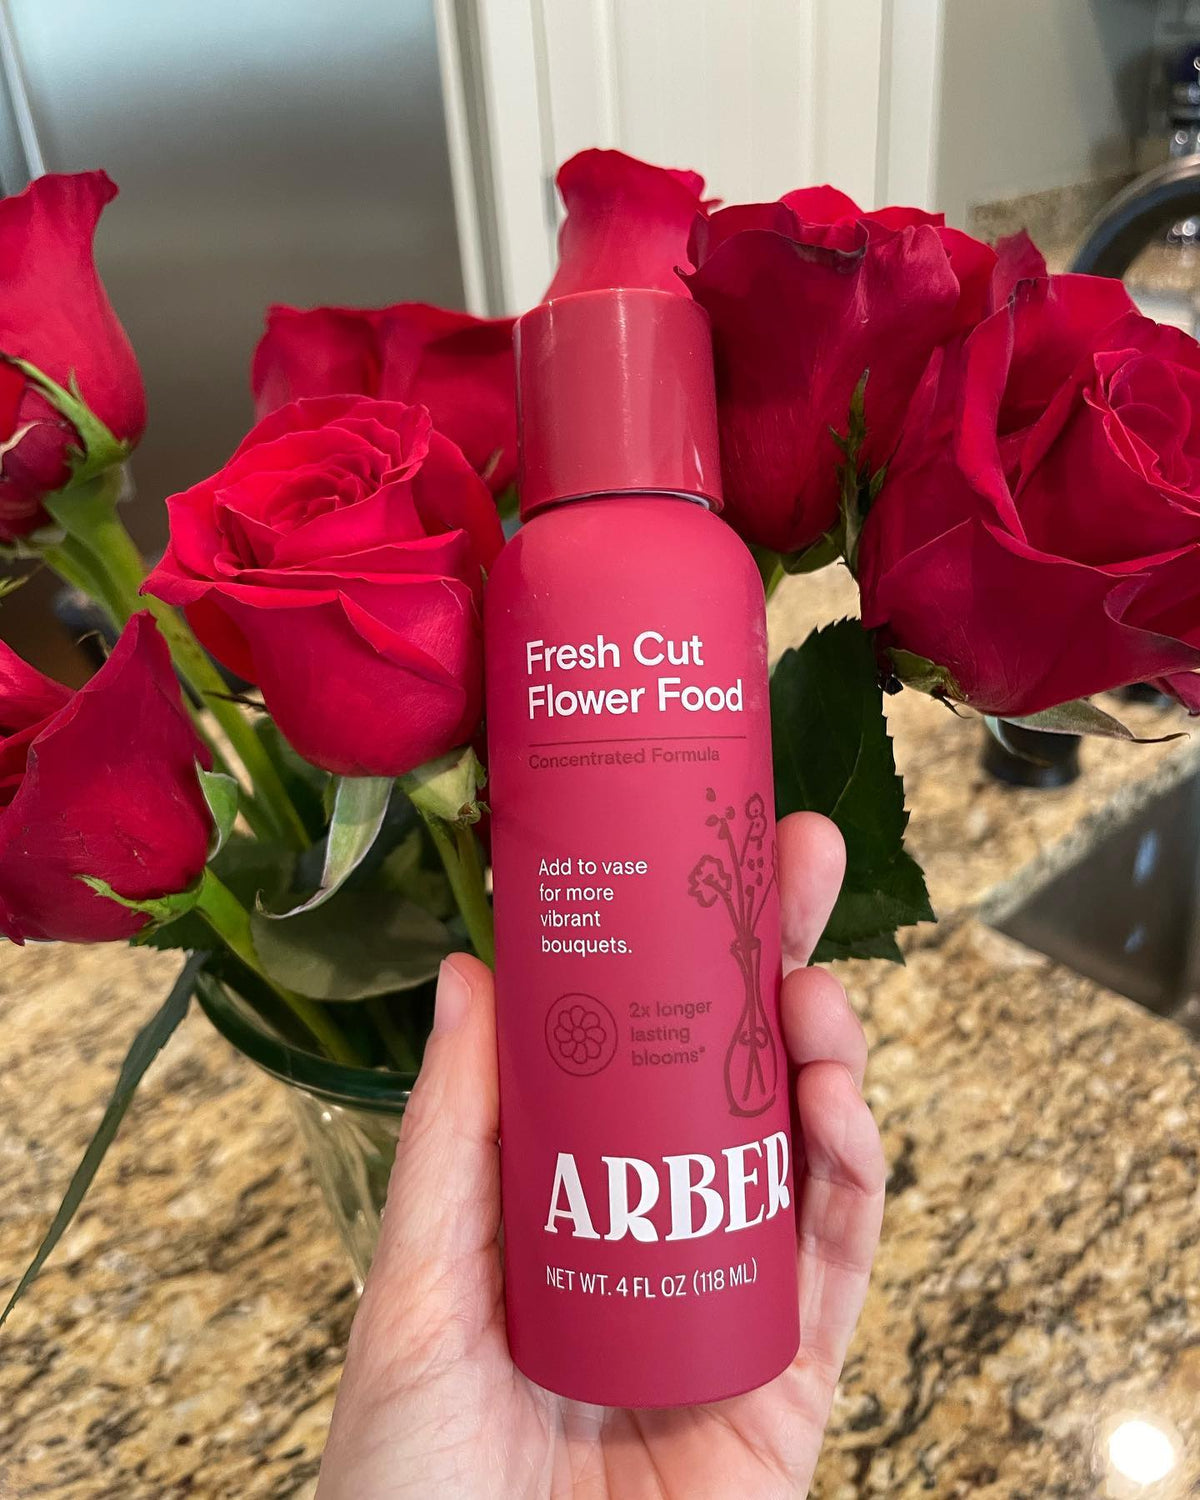 Fresh Cut
Flower Food
Concentrated Formula
Add to vase
for more
vibrant
bouquets.
2x longer
lasting
blooms*
ARBER
NET WT. 4 FL OZ (118 ML)